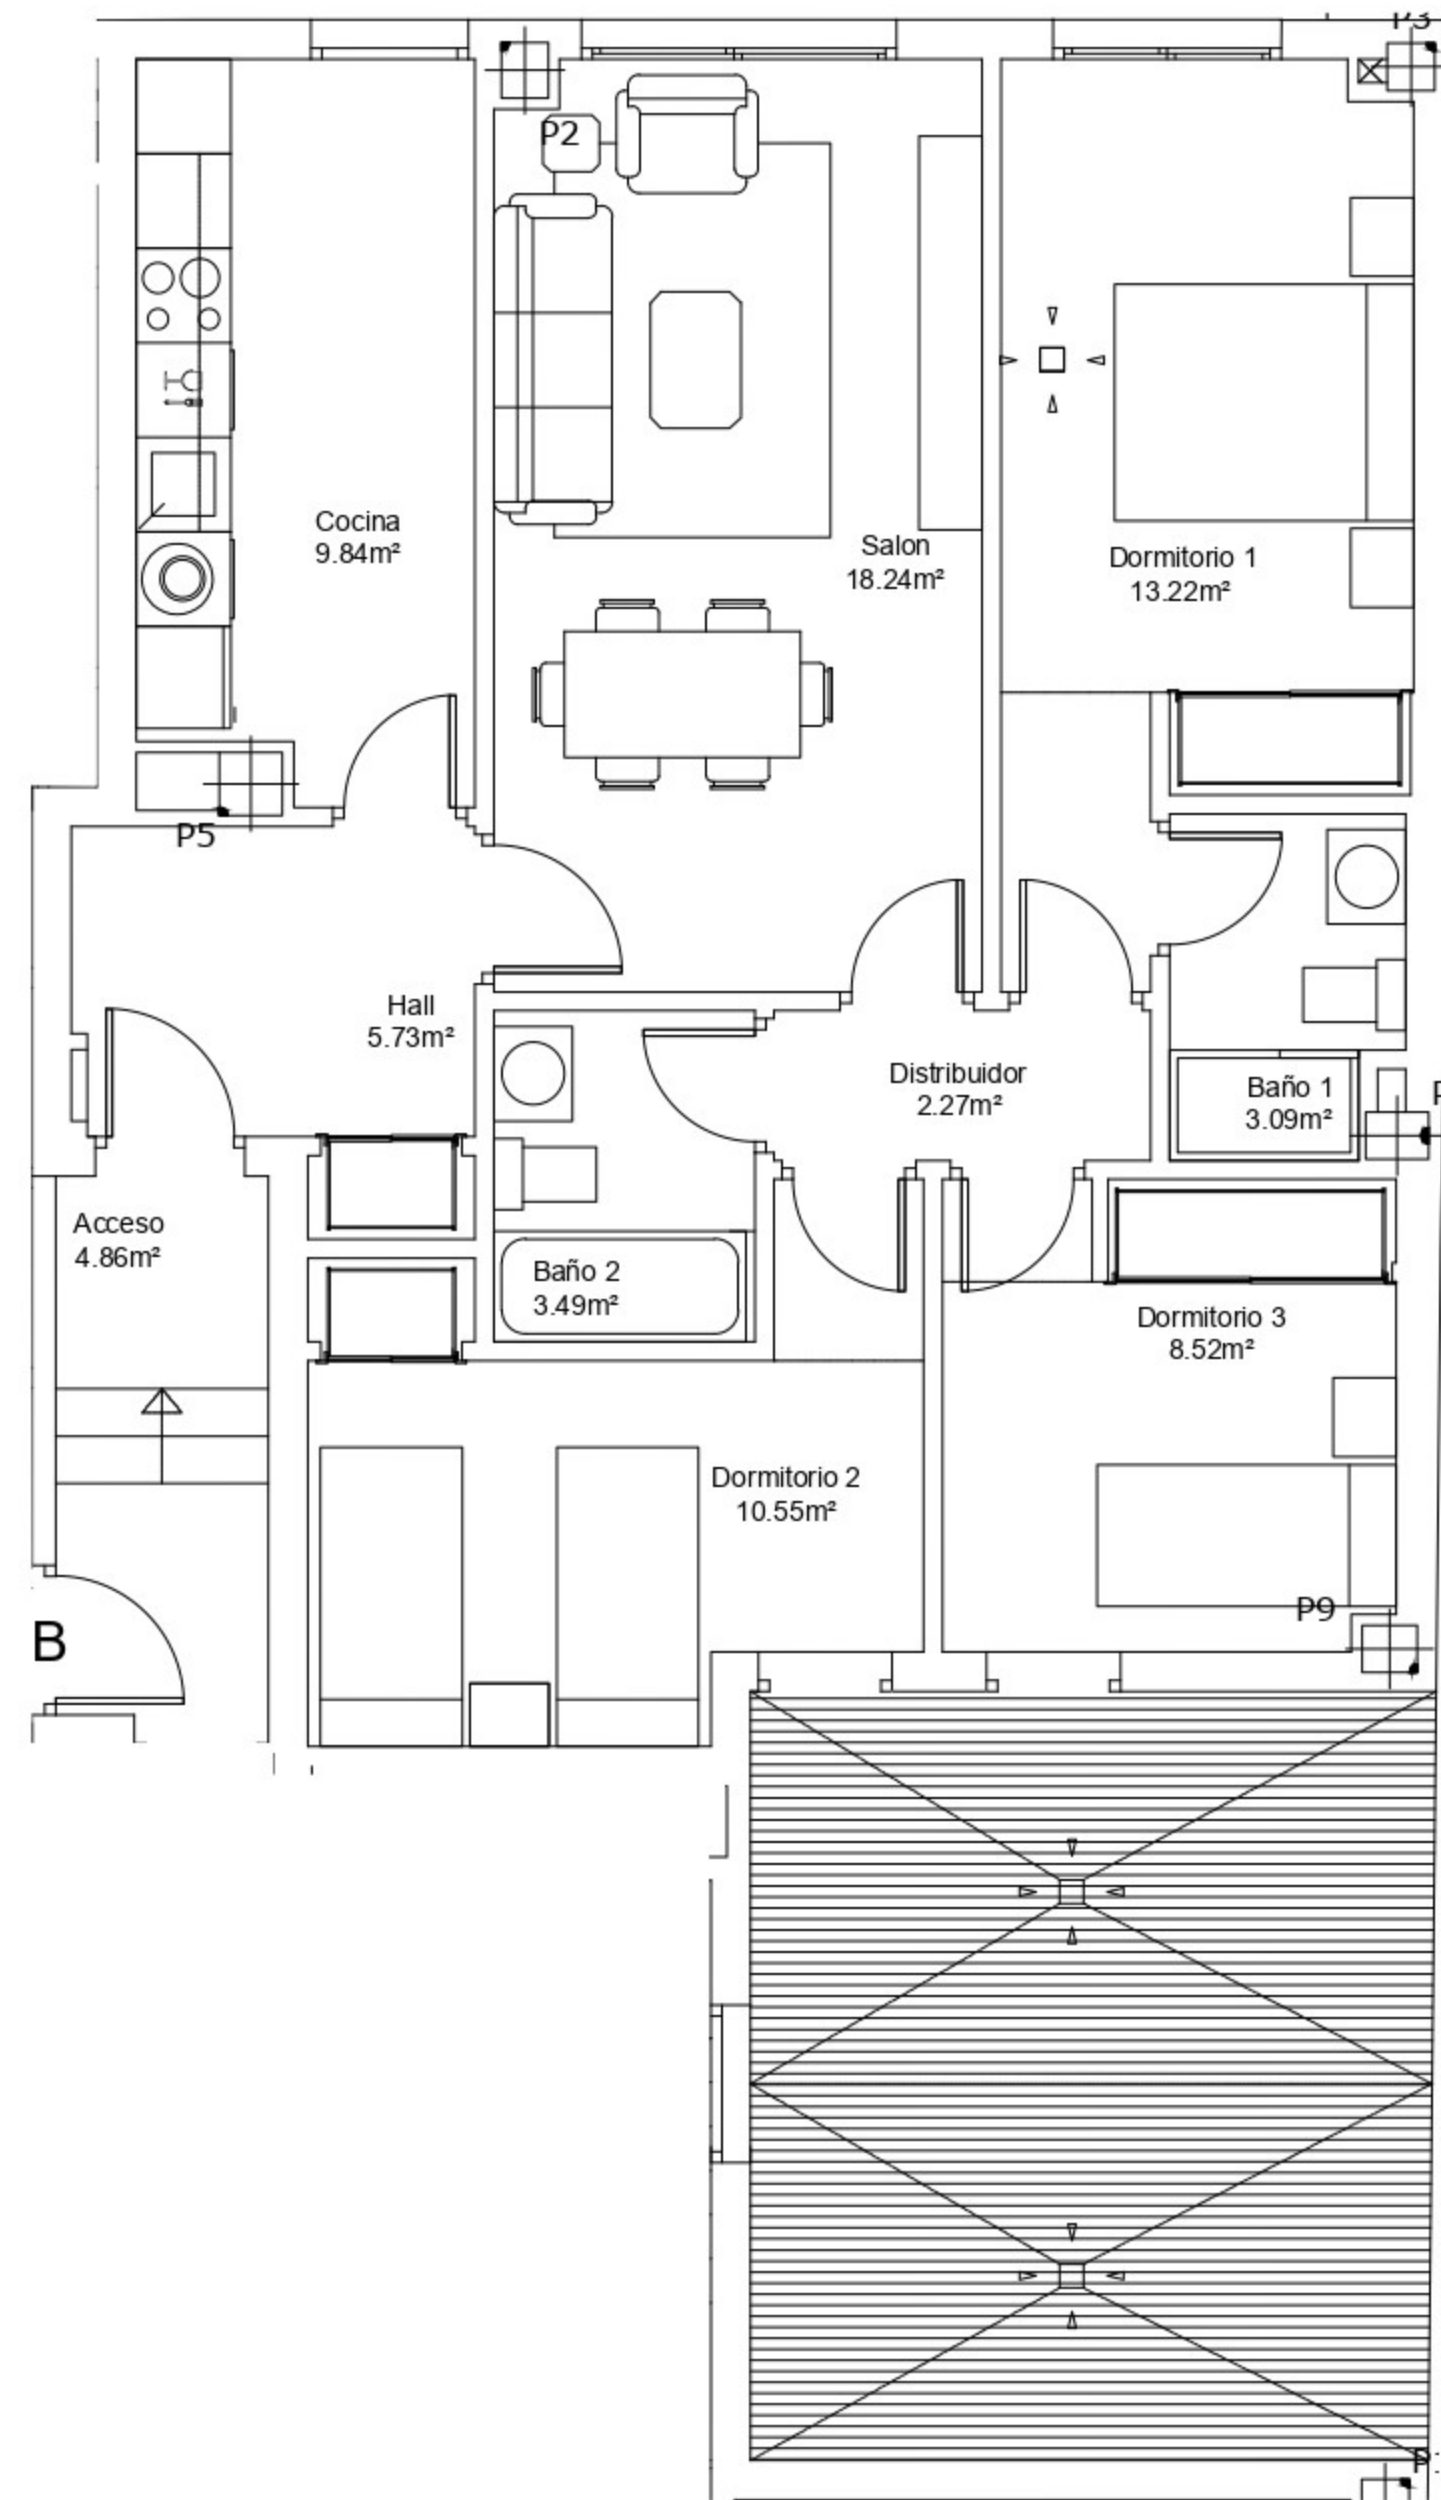 P3
P2
Cocina
9.84m²
Salon
18.24m²
Dormitorio 1
13.22m²
P5
Hall
5.73m²
Distribuidor
2.27m²
Baño 1
3.09m²
Acceso
4.86m²
Baño 2
3.49m²
Dormitorio 3
8.52m²
Dormitorio 2
10.55m²
P9
B